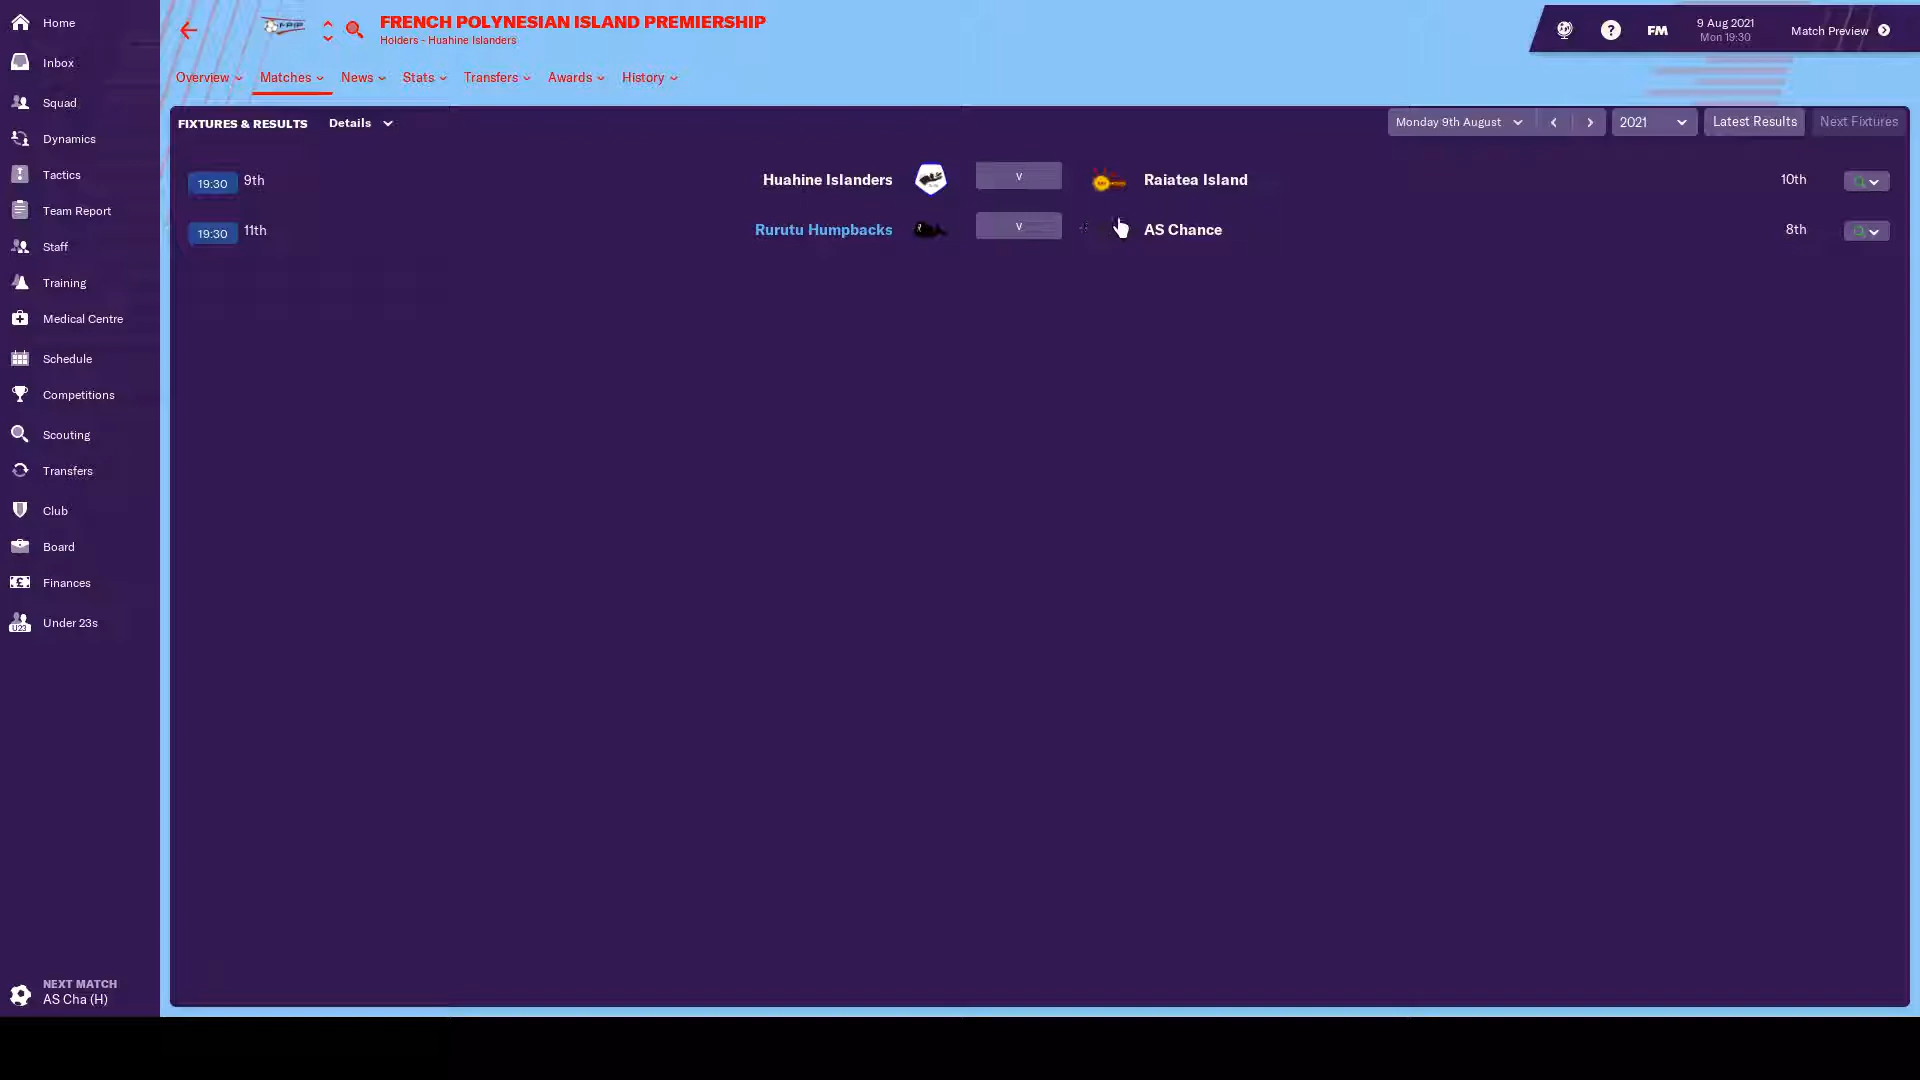 Home
Inbox
Squad
Dynamics
Tactics
Team Report
Staff
Training
Medical Centre
Schedule
Competitions
Scouting
Transfers
Club
Board
Finances
U23 Under 23s
NEXT MATCH
AS Cha (H)
FRENCH POLYNESIAN ISLAND PREMIERSHIP
Holders - Huahine Islanders
? FM 9 Aug 2021 Match Preview
Mon 19:30
Overview Matches News Stats Transfers Awards History
FIXTURES & RESULTS Details Monday 9th August 2021 Latest Results Next Fixtures
19:30 9th Huahine Islanders v Raiatea Island 10th
19:30 11th Rurutu Humpbacks v AS Chance 8th